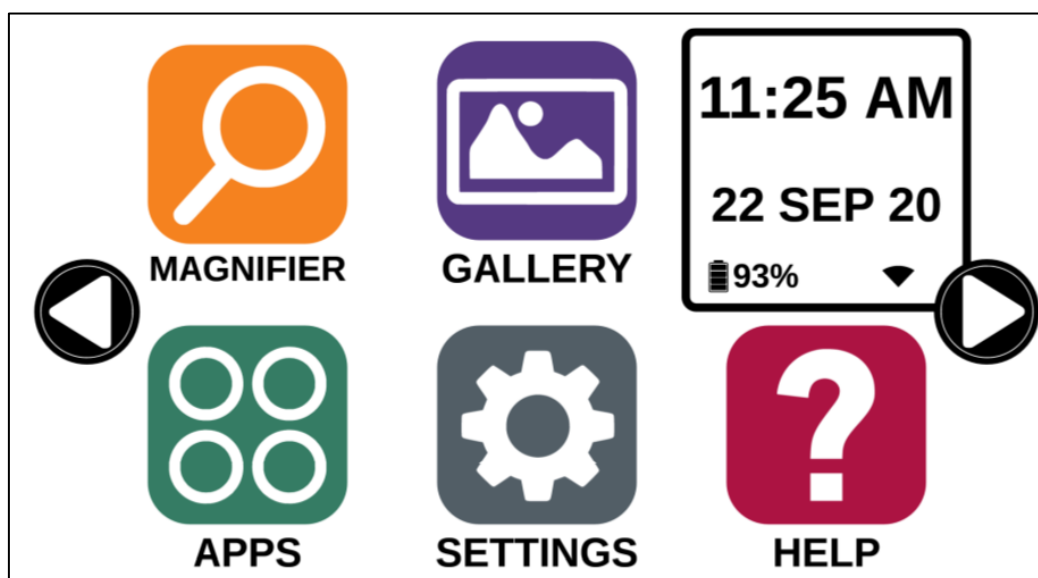 11:25 AM
22 SEP 20
93%
MAGNIFIER
GALLERY
APPS
SETTINGS
?
HELP